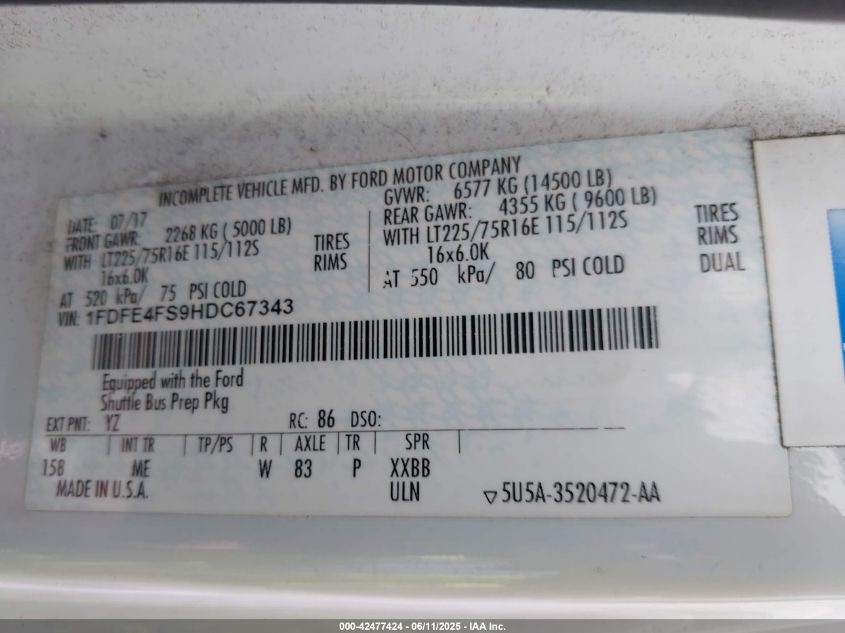 INCOMPLETE VEHICLE MFD. BY FORD MOTOR COMPANY
DATE: 07/17
FRONT GAWR: 2268 KG ( 5000 LB)
WITH LT225/75R16E 115/112S TIRES
16x6.0K RIMS
AT 520 kPa/ 75 PSI COLD
GVWR: 6577 KG (14500 LB)
REAR GAWR: 4355 KG ( 9600 LB)
WITH LT225/75R16E 115/112S TIRES
16x6.0K RIMS
AT 550 kPa/ 80 PSI COLD DUAL
VIN: 1FDFE4FS9HDC67343
Equipped with the Ford
Shuttle Bus Prep Pkg
EXT PNT: YZ RC: 86 DSO:
WB INT TR TP/PS R AXLE TR SPR
158 ME W 83 P XXBB
MADE IN U.S.A. ULN ▽5U5A-3520472-AA
000-42477424 - 06/11/2025 - IAA Inc.